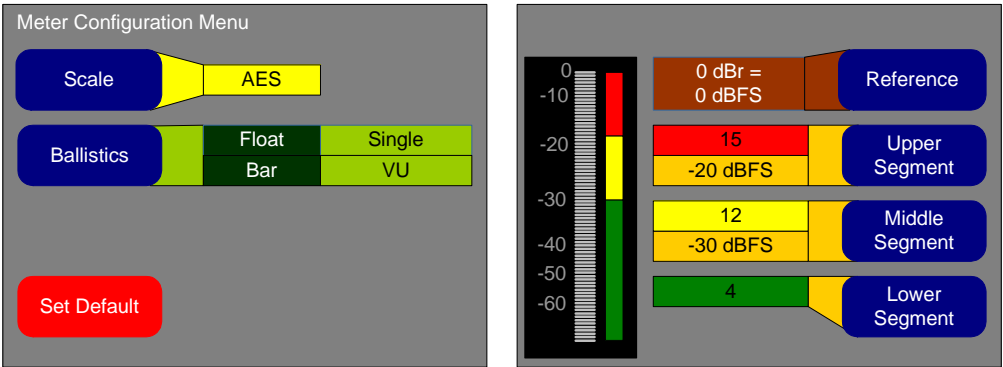 Meter Configuration Menu
Scale
AES
Ballistics
Float
Single
Bar
VU
Set Default
0
-10
-20
-30
-40
-50
-60
0 dBr =
0 dBFS
Reference
15
-20 dBFS
Upper
Segment
12
-30 dBFS
Middle
Segment
4
Lower
Segment